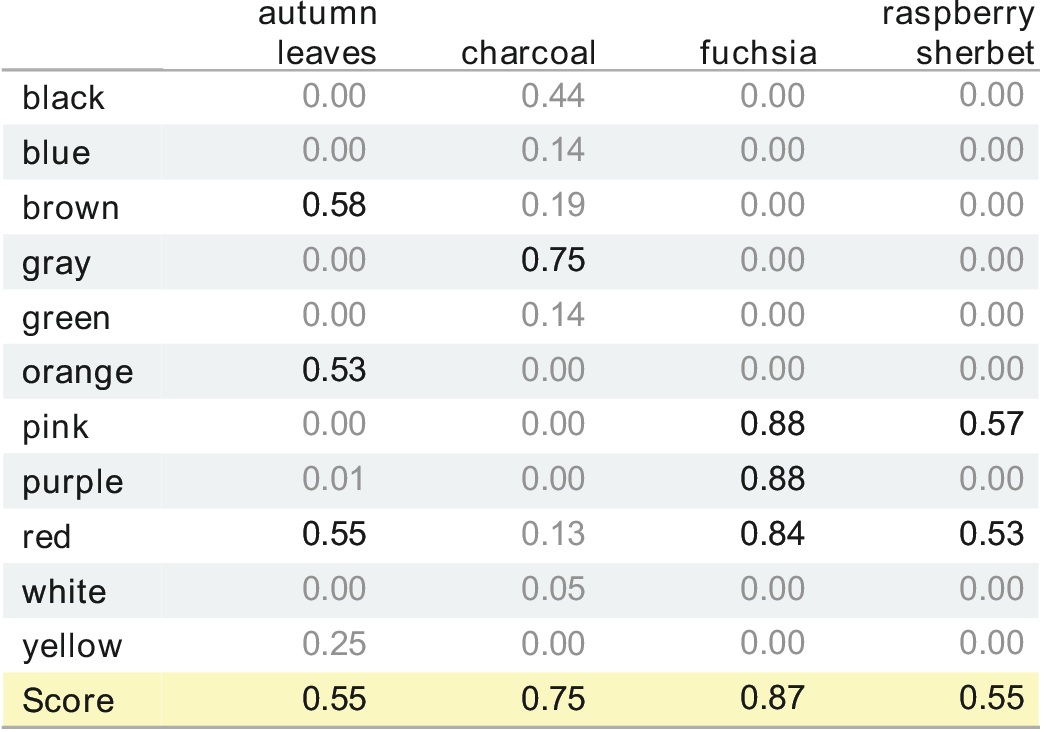 autumn leaves charcoal fuchsia raspberry sherbet
black 0.00 0.44 0.00 0.00
blue 0.00 0.14 0.00 0.00
brown 0.58 0.19 0.00 0.00
gray 0.00 0.75 0.00 0.00
green 0.00 0.14 0.00 0.00
orange 0.53 0.00 0.00 0.00
pink 0.00 0.00 0.88 0.57
purple 0.01 0.00 0.88 0.00
red 0.55 0.13 0.84 0.53
white 0.00 0.05 0.00 0.00
yellow 0.25 0.00 0.00 0.00
Score 0.55 0.75 0.87 0.55